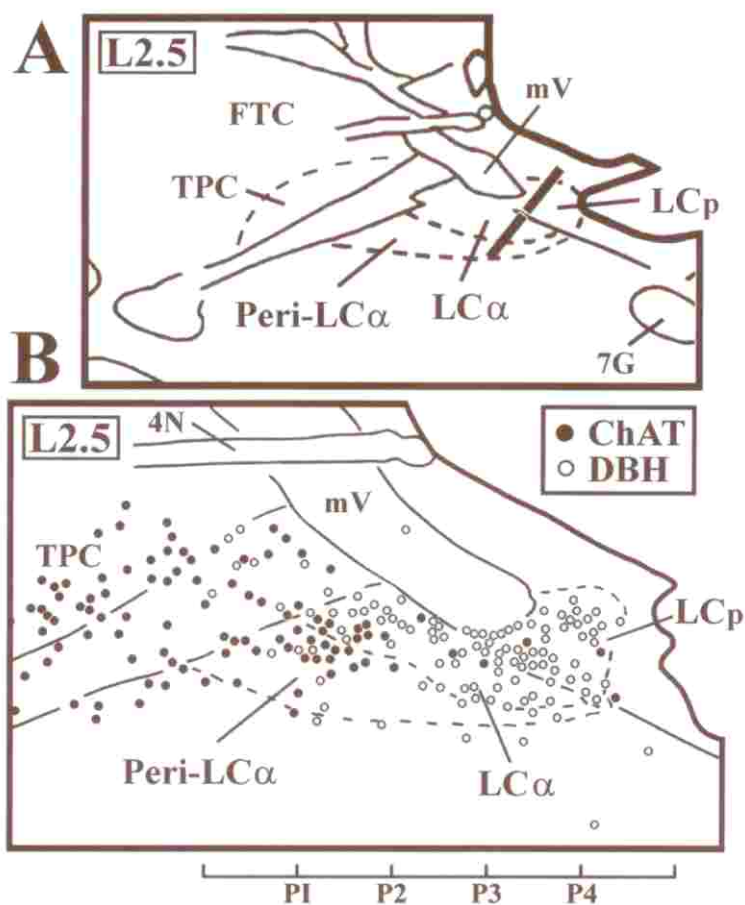 A
L2.5
mV
FTC
TPC
LCp
Peri-LCα
LCα
7G
B
L2.5
4N
ChAT
DBH
mV
TPC
LCp
Peri-LCα
LCα
P1 P2 P3 P4